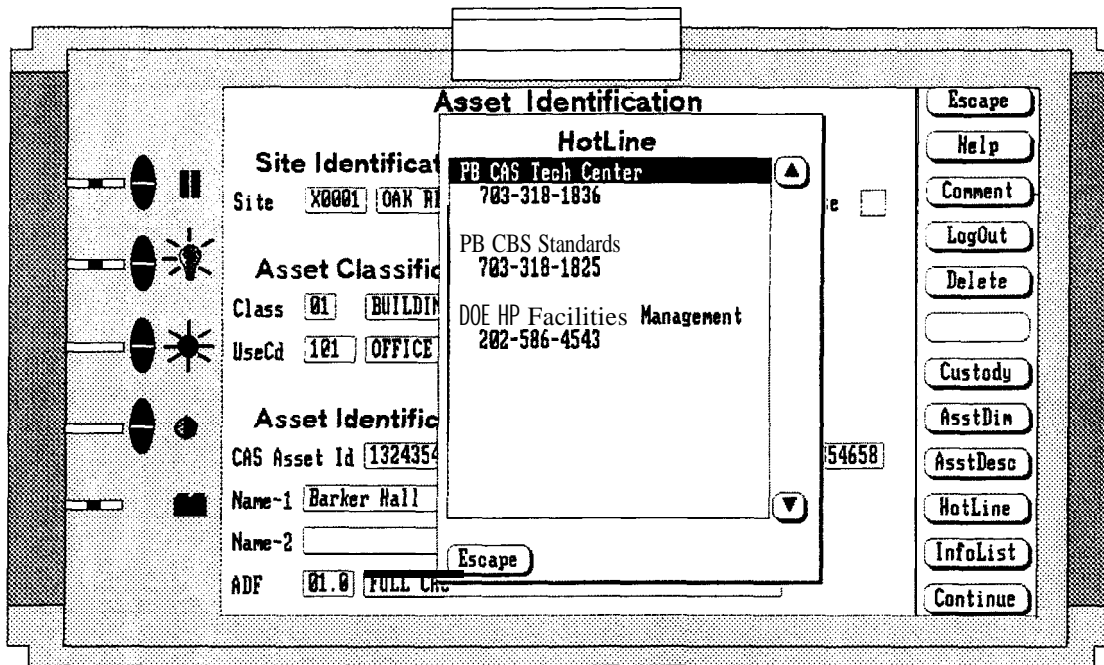 Asset Identification
HotLine
PB CAS Tech Center
703-318-1836
PB CBS Standards
703-318-1825
DOE HP Facilities Management
202-586-4543
Escape
Site Identificat
Site X0001 OAK
Asset Classific
Class 01 BUILDIN
UseCd 101 OFFICE
Asset Identific
CAS Asset Id 1324354 54658
Name-1 Barker Hall
Name-2
ADF 01.0 FULL
Escape
Help
Comment
LogOut
Delete
Custody
AsstDim
AsstDesc
HotLine
InfoList
Continue